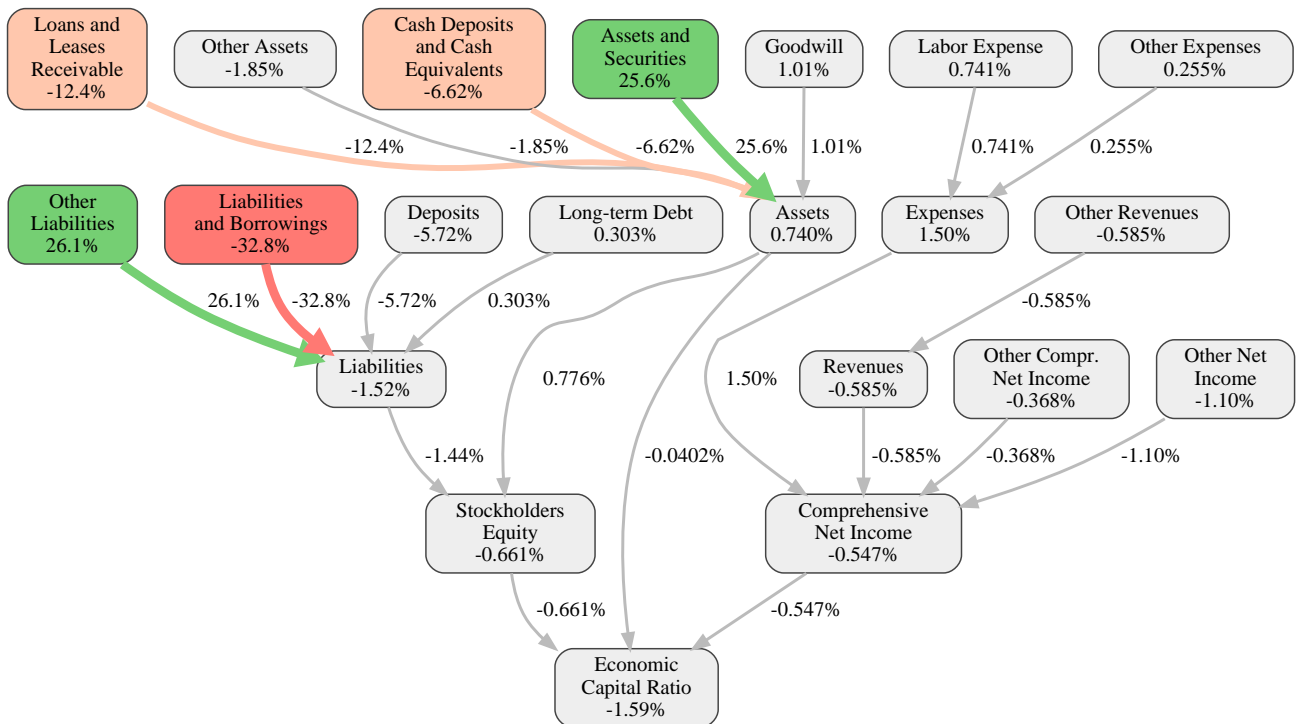 Loans and
Leases
Receivable
-12.4%
Other Assets
-1.85%
Cash Deposits
and Cash
Equivalents
-6.62%
Assets and
Securities
25.6%
Goodwill
1.01%
Labor Expense
0.741%
Other Expenses
0.255%
-12.4%
-1.85%
-6.62%
25.6%
1.01%
0.741%
0.255%
Other
Liabilities
26.1%
Liabilities
and Borrowings
-32.8%
Deposits
-5.72%
Long-term Debt
0.303%
Assets
0.740%
Expenses
1.50%
Other Revenues
-0.585%
26.1%
-32.8%
-5.72%
0.303%
-0.585%
Liabilities
-1.52%
0.776%
1.50%
Revenues
-0.585%
Other Compr.
Net Income
-0.368%
Other Net
Income
-1.10%
-1.44%
-0.0402%
-0.585%
-0.368%
-1.10%
Stockholders
Equity
-0.661%
Comprehensive
Net Income
-0.547%
-0.661%
-0.547%
Economic
Capital Ratio
-1.59%